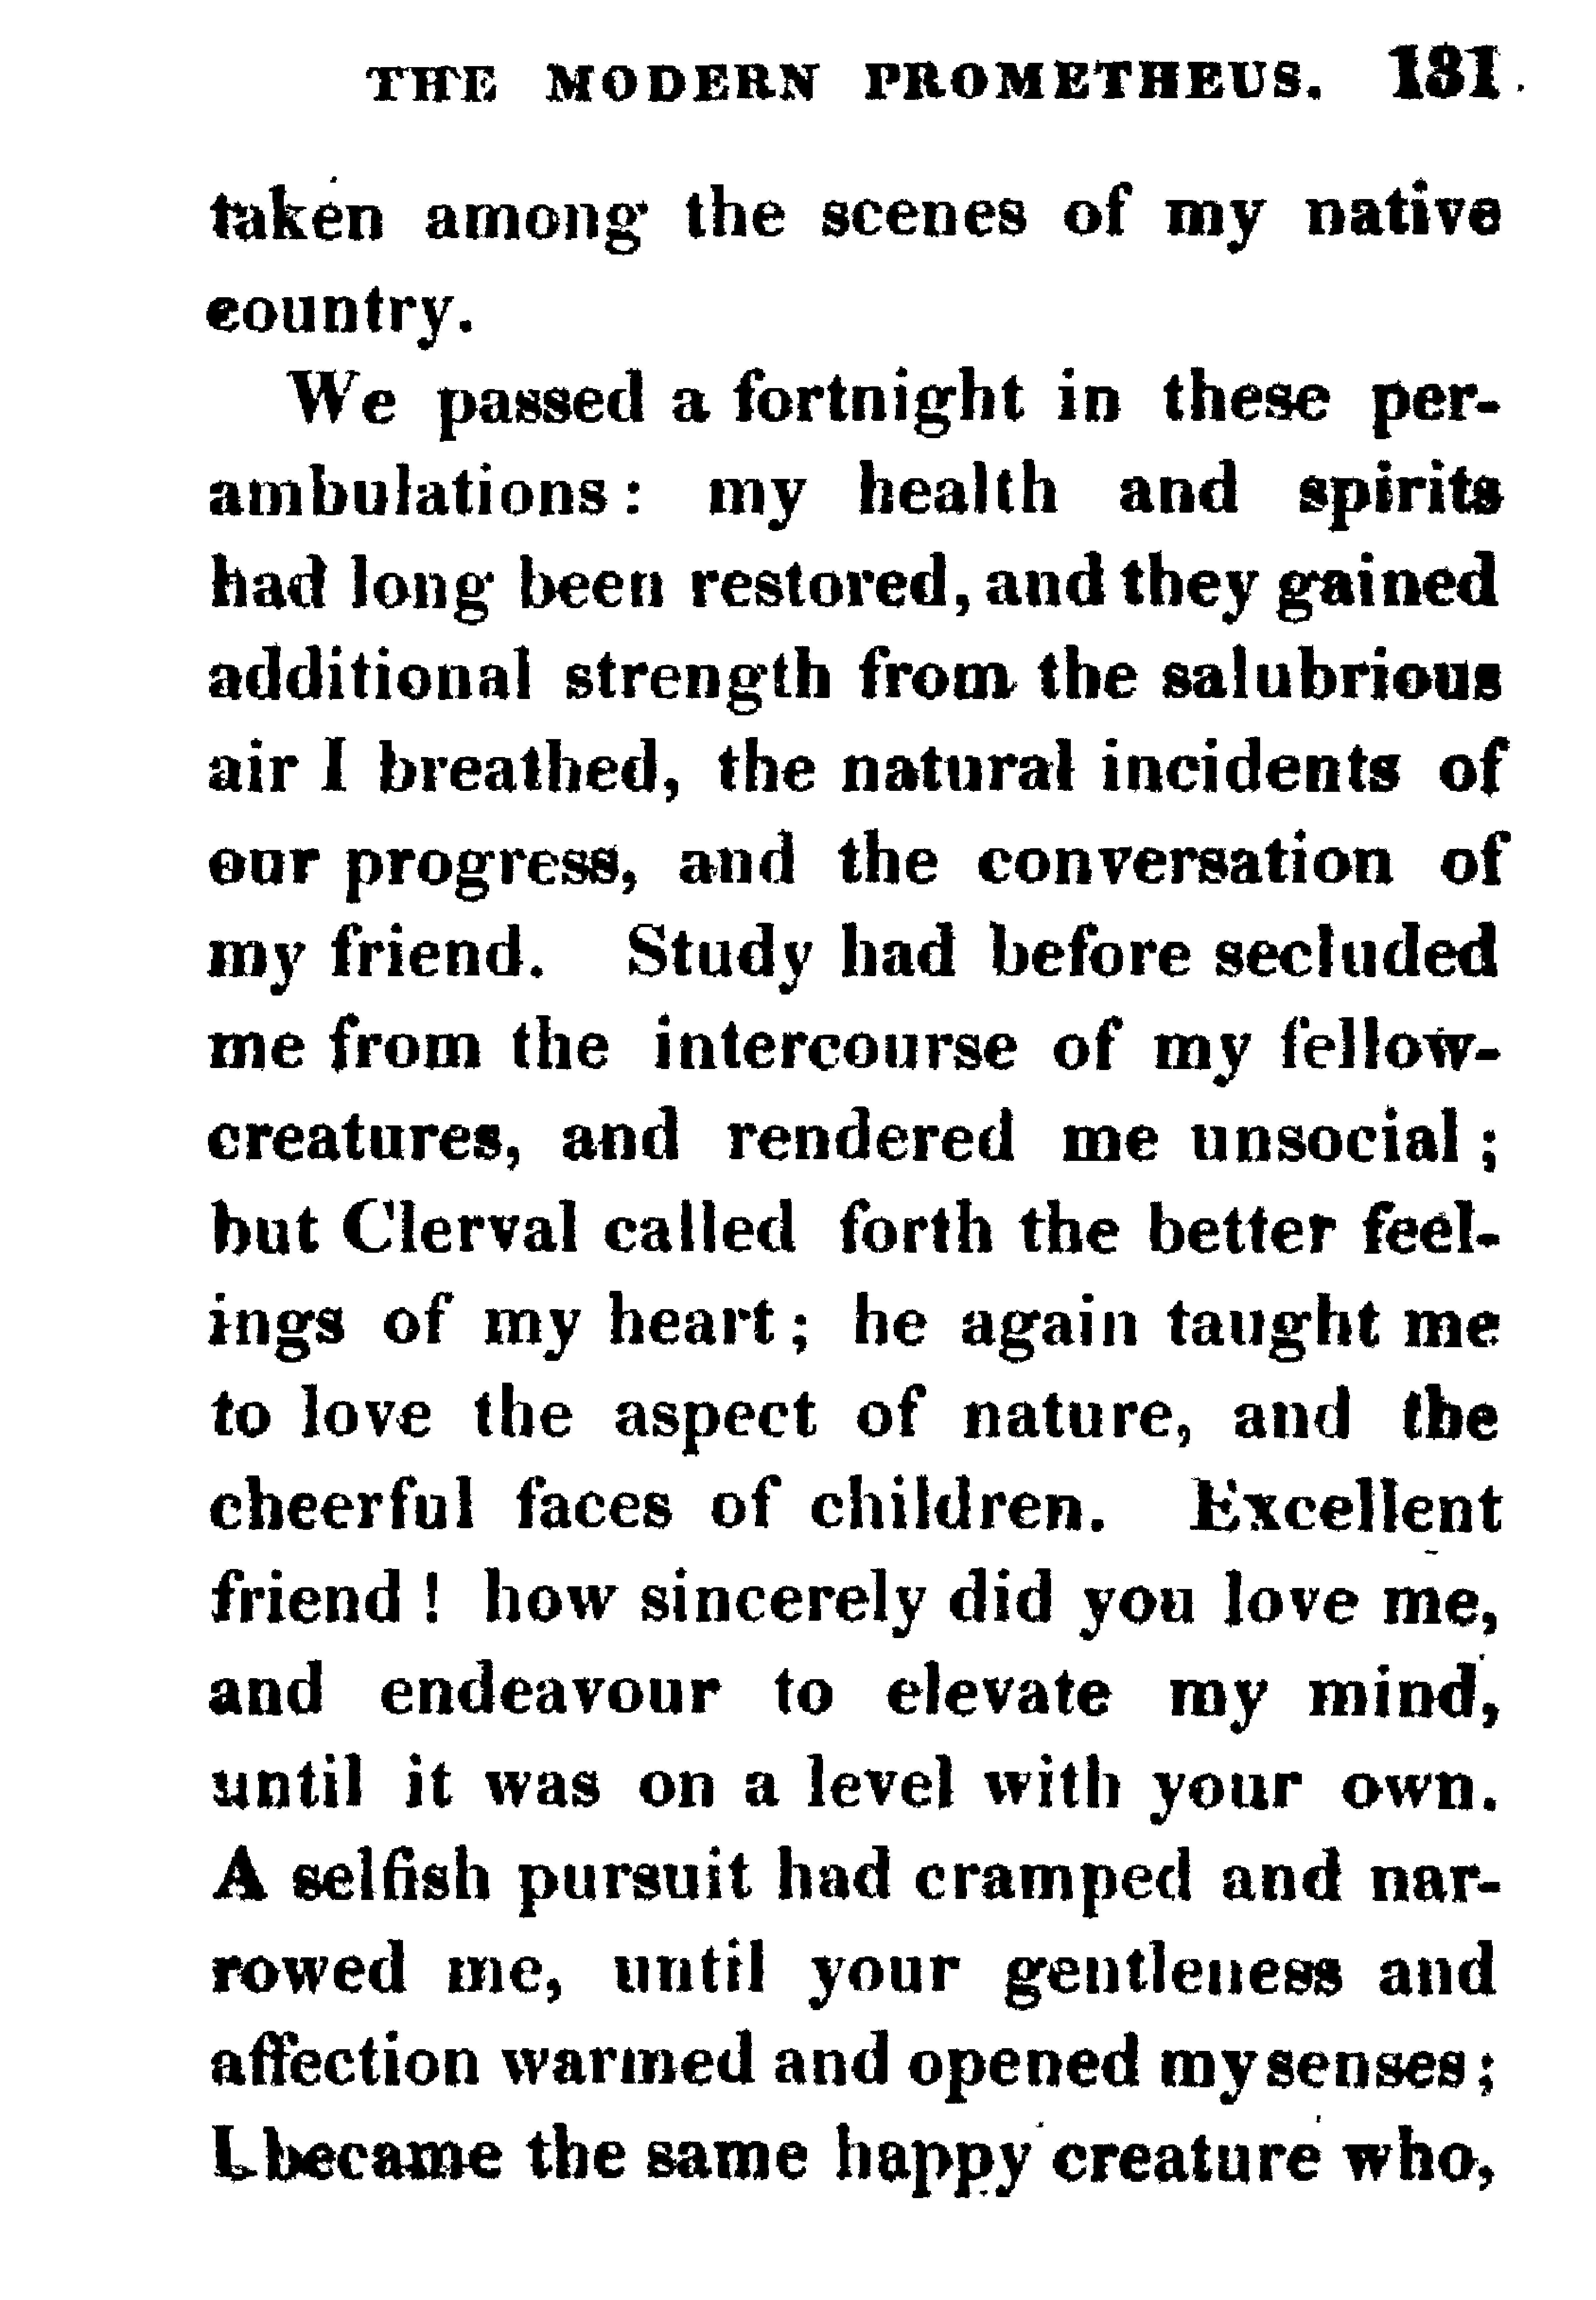 THE MODERN PROMETHEUS. 131
taken among the scenes of my native
country.
We passed a fortnight in these per-
ambulations: my health and spirits
had long been restored, and they gained
additional strength from the salubrious
air I breathed, the natural incidents of
our progress, and the conversation of
my friend. Study had before secluded
me from the intercourse of my fellow-
creatures, and rendered me unsocial;
but Clerval called forth the better feel-
ings of my heart; he again taught me
to love the aspect of nature, and the
cheerful faces of children. Excellent
friend! how sincerely did you love me,
and endeavour to elevate my mind,
until it was on a level with your own.
A selfish pursuit had cramped and nar-
rowed me, until your gentleness and
affection warmed and opened my senses;
I became the same happy creature who,